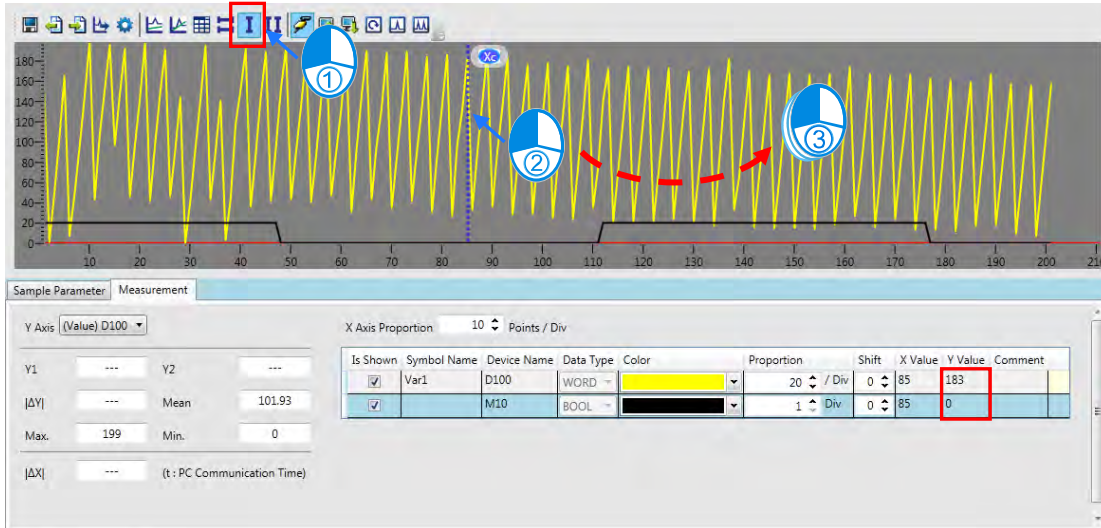 Xc
①
②
③
180
160
140
120
100
80
60
40
20
0
10 20 30 40 50 60 70 80 90 100 110 120 130 140 150 160 170 180 190 200 210
Sample Parameter Measurement
Y Axis (Value) D100
X Axis Proportion 10 Points / Div
Y1 --- Y2 ---
|ΔY| --- Mean 101.93
Max. 199 Min. 0
|ΔX| --- (t : PC Communication Time)
Is Shown Symbol Name Device Name Data Type Color Proportion Shift X Value Y Value Comment
Var1 D100 WORD 20 / Div 0 85 183
M10 BOOL 1 Div 0 85 0